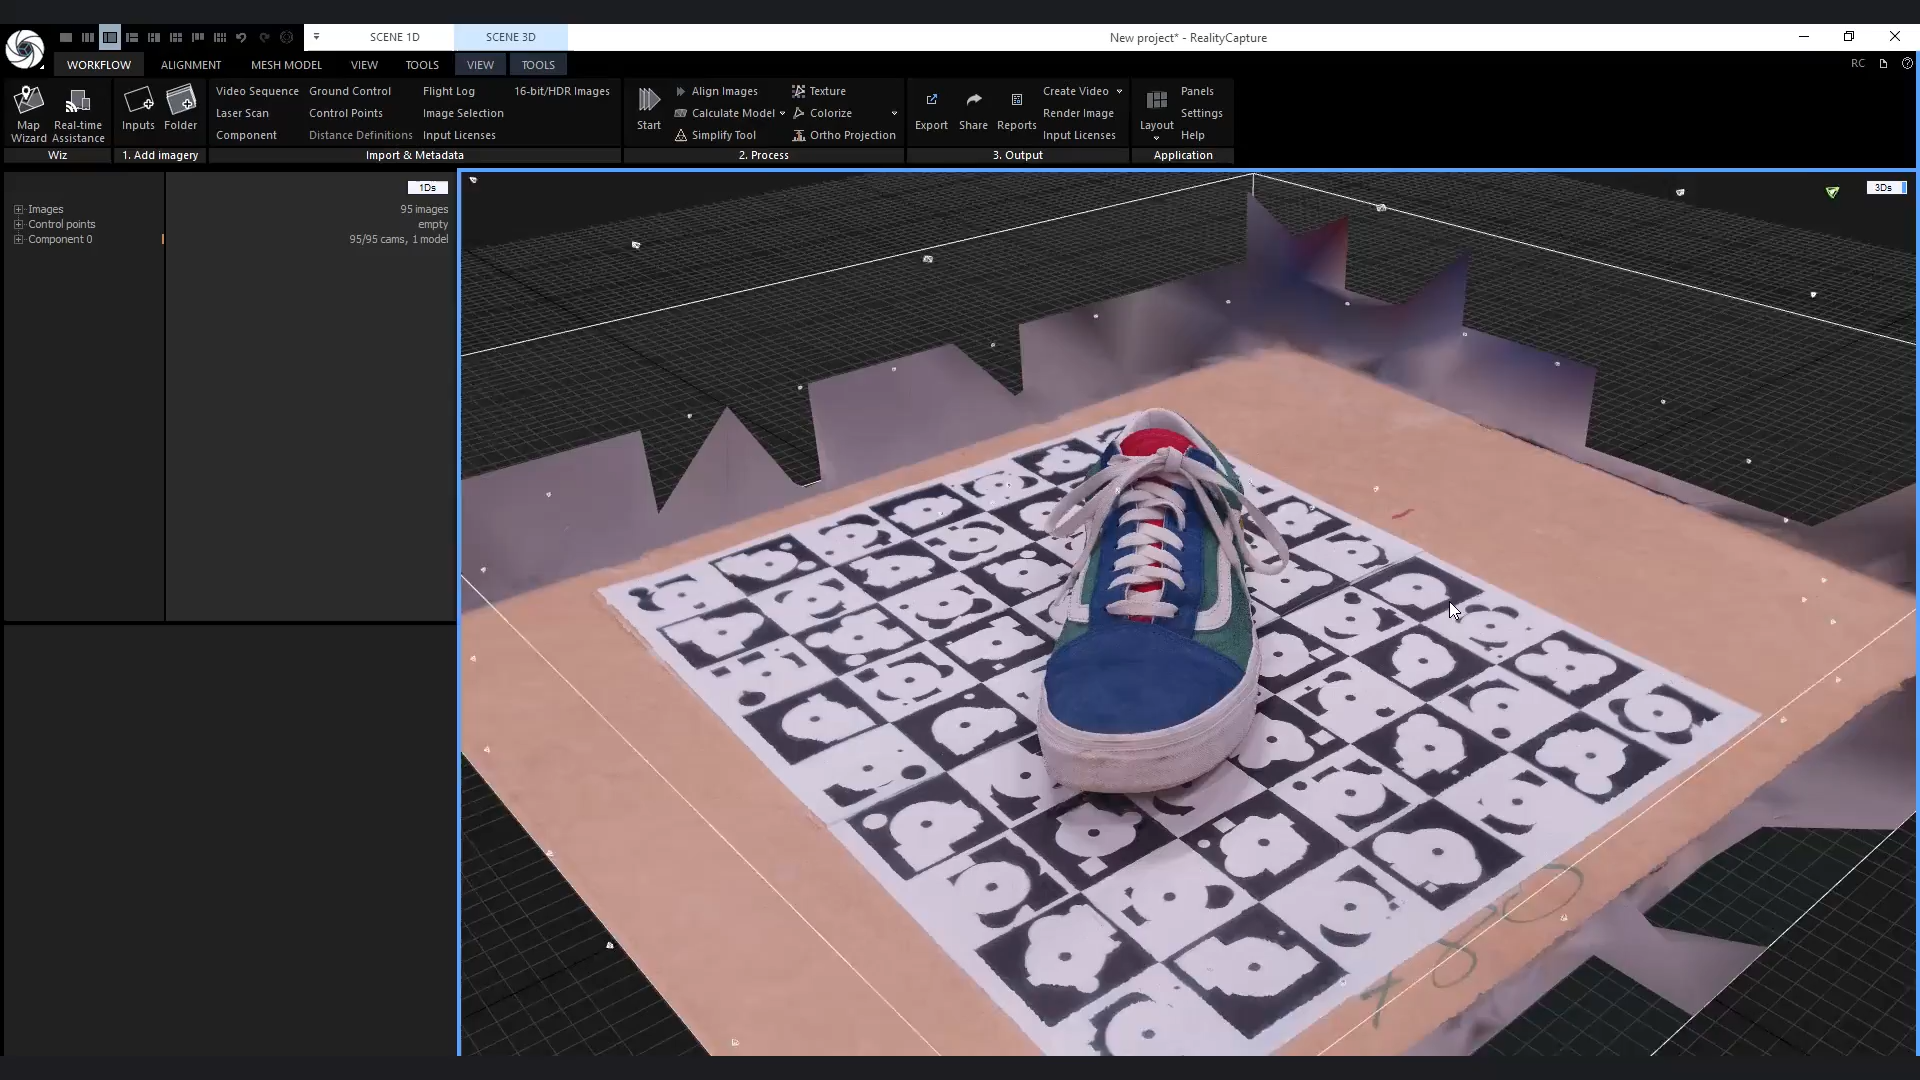 SCENE 1D
SCENE 3D
New project* - RealityCapture
WORKFLOW
ALIGNMENT
MESH MODEL
VIEW
TOOLS
VIEW
TOOLS
RC
Map Wizard
Real-time Assistance
Wiz
Inputs
Folder
1. Add imagery
Video Sequence
Ground Control
Flight Log
16-bit/HDR Images
Laser Scan
Control Points
Image Selection
Component
Distance Definitions
Input Licenses
Import & Metadata
Start
Align Images
Texture
Calculate Model
Colorize
Simplify Tool
Ortho Projection
2. Process
Export
Share
Reports
Create Video
Render Image
Input Licenses
3. Output
Layout
Panels
Settings
Help
Application
1Ds
Images
95 images
Control points
empty
Component 0
95/95 cams, 1 model
3Ds